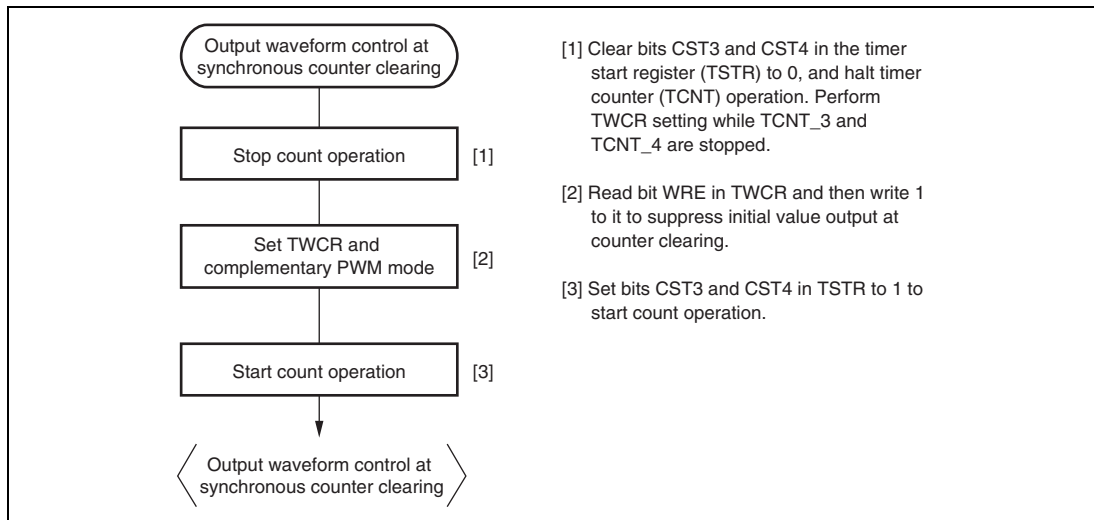 Output waveform control at
synchronous counter clearing
Stop count operation
[1]
Set TWCR and
complementary PWM mode
[2]
Start count operation
[3]
Output waveform control at
synchronous counter clearing
[1] Clear bits CST3 and CST4 in the timer
start register (TSTR) to 0, and halt timer
counter (TCNT) operation. Perform
TWCR setting while TCNT_3 and
TCNT_4 are stopped.
[2] Read bit WRE in TWCR and then write 1
to it to suppress initial value output at
counter clearing.
[3] Set bits CST3 and CST4 in TSTR to 1 to
start count operation.